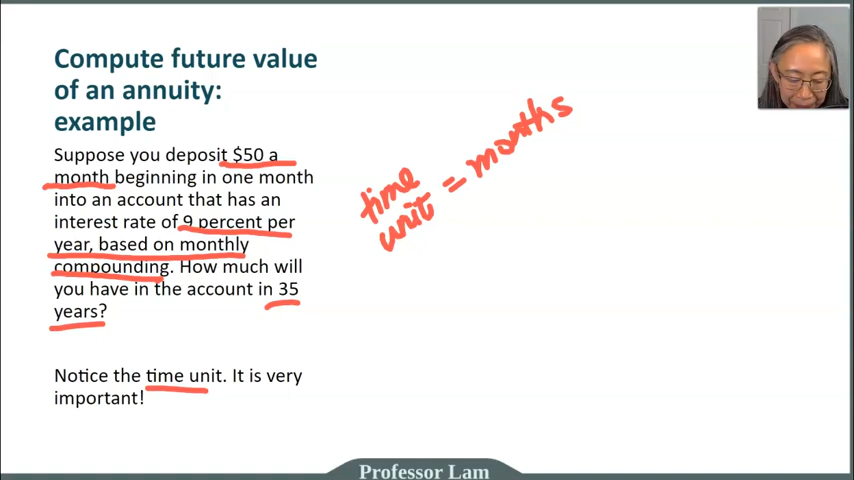 Compute future value
of an annuity:
example
Suppose you deposit $50 a
month beginning in one month
into an account that has an
interest rate of 9 percent per
year, based on monthly
compounding. How much will
you have in the account in 35
years?
Notice the time unit. It is very
important!
time
unit = months
Professor Lam